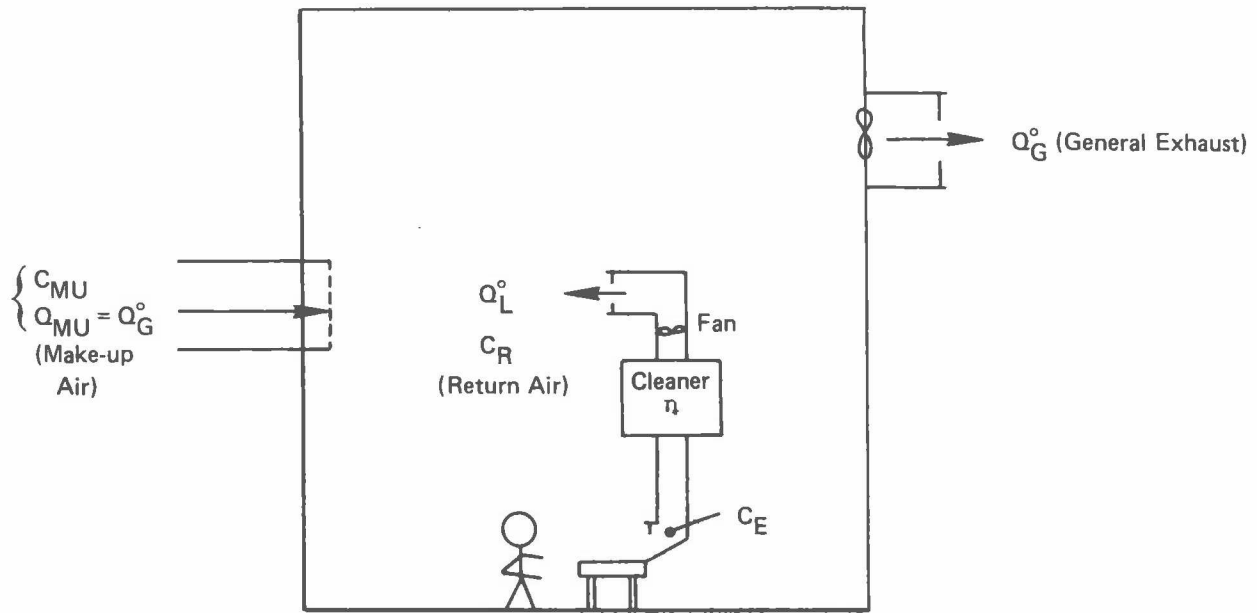 Q°G (General Exhaust)
CMU
QMU = Q°G
(Make-up
Air)
Q°L
CR
(Return Air)
Fan
Cleaner
η
CE